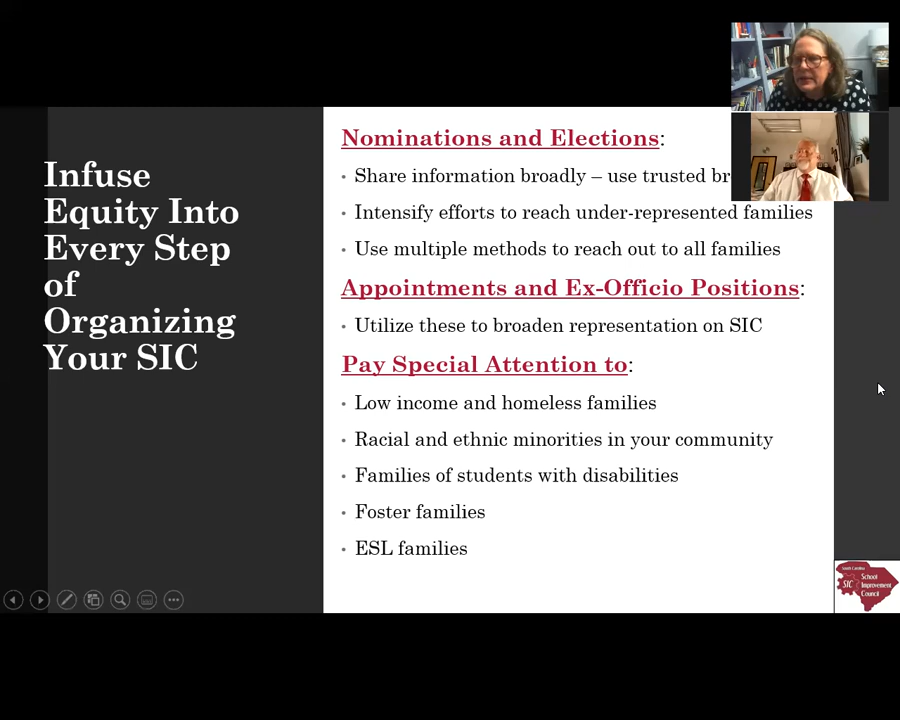 Infuse
Equity Into
Every Step
of
Organizing
Your SIC
Nominations and Elections:
• Share information broadly – use trusted
• Intensify efforts to reach under-represented families
• Use multiple methods to reach out to all families
Appointments and Ex-Officio Positions:
• Utilize these to broaden representation on SIC
Pay Special Attention to:
• Low income and homeless families
• Racial and ethnic minorities in your community
• Families of students with disabilities
• Foster families
• ESL families
South Carolina
SIC
School
Improvement
Council